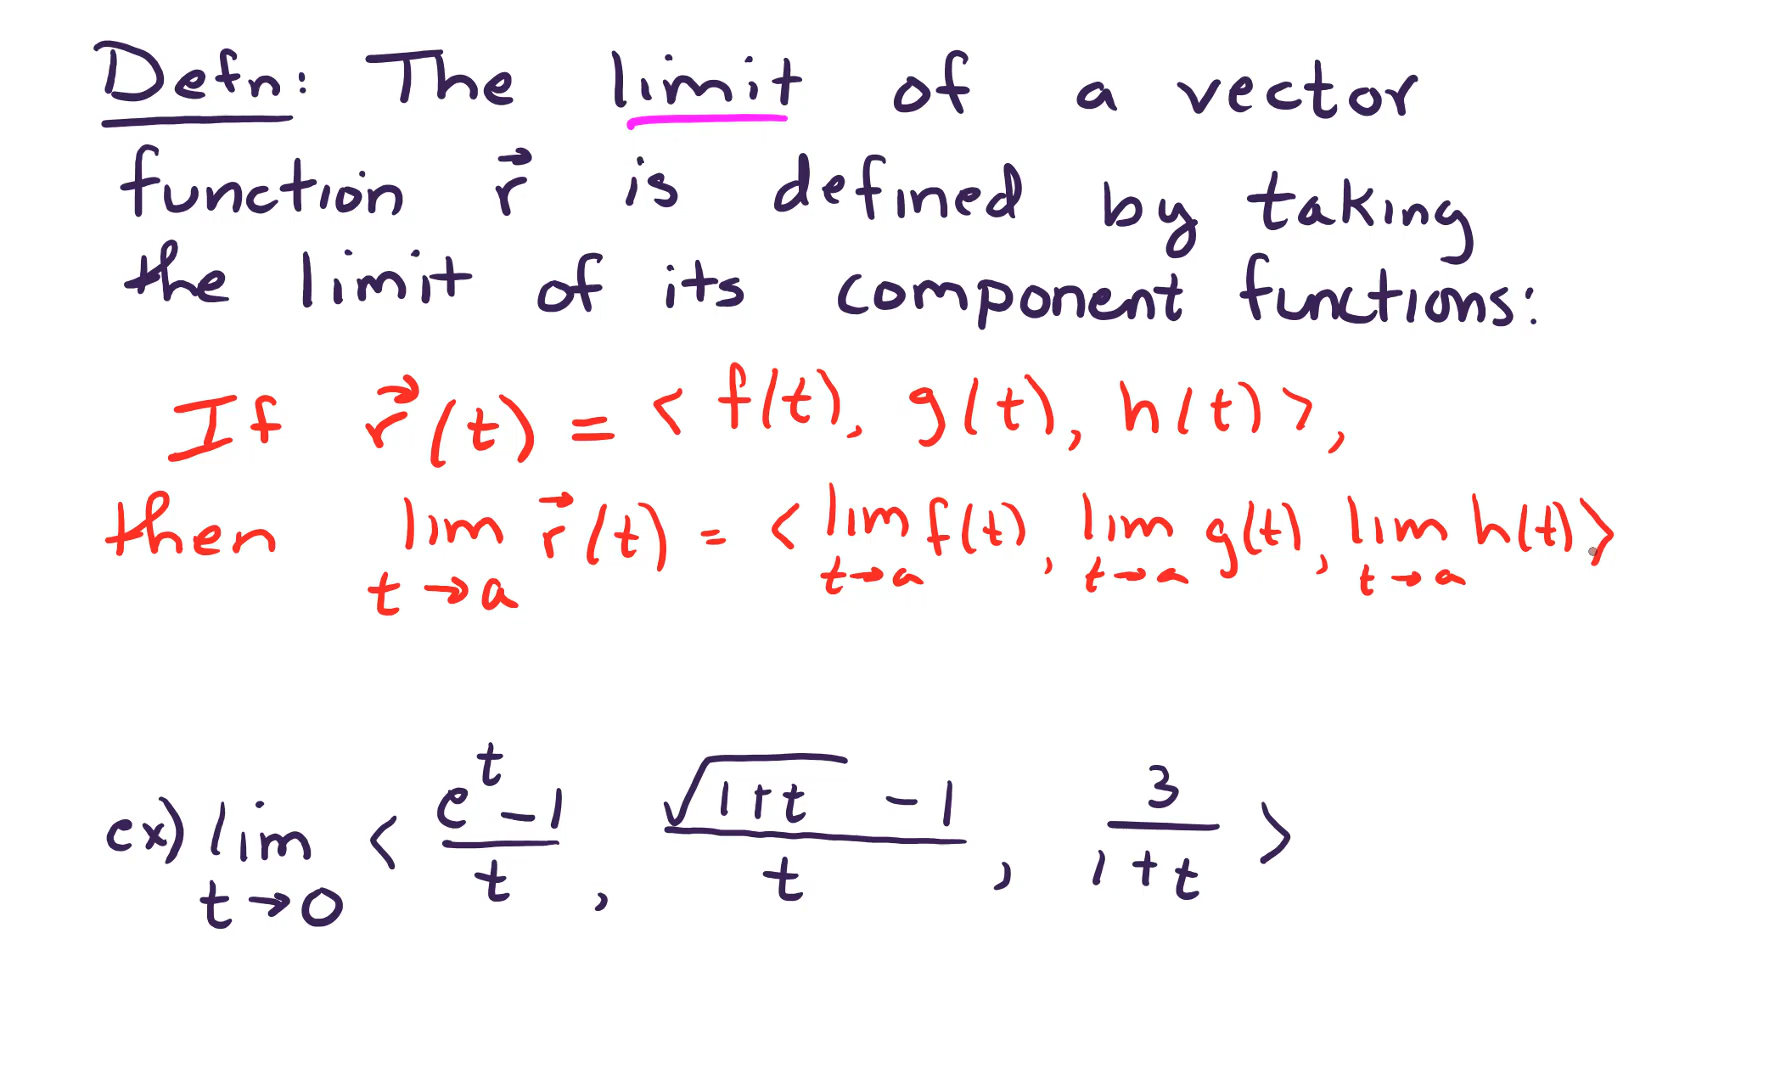 Defn: The limit of a vector
function r⃗ is defined by taking
the limit of its component functions:
If r⃗(t) = < f(t), g(t), h(t) >,
then lim_{t→a} r⃗(t) = < lim_{t→a} f(t), lim_{t→a} g(t), lim_{t→a} h(t) >
ex) lim_{t→0} < (e^t - 1)/t, (√(1+t) - 1)/t, 3/(1+t) >